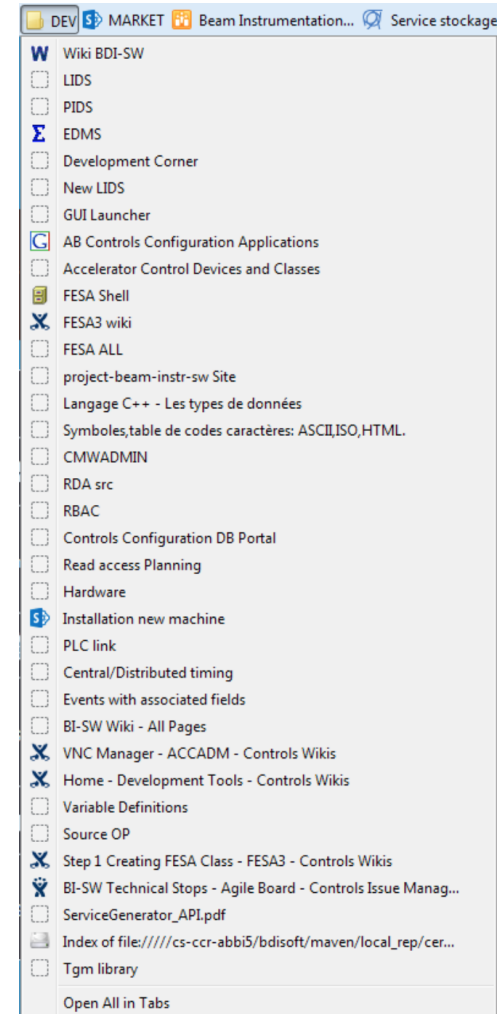 DEV MARKET Beam Instrumentation... Service stockage
Wiki BDI-SW
LIDS
PIDS
EDMS
Development Corner
New LIDS
GUI Launcher
AB Controls Configuration Applications
Accelerator Control Devices and Classes
FESA Shell
FESA3 wiki
FESA ALL
project-beam-instr-sw Site
Langage C++ - Les types de données
Symboles,table de codes caractères: ASCII,ISO,HTML.
CMWADMIN
RDA src
RBAC
Controls Configuration DB Portal
Read access Planning
Hardware
Installation new machine
PLC link
Central/Distributed timing
Events with associated fields
BI-SW Wiki - All Pages
VNC Manager - ACCADM - Controls Wikis
Home - Development Tools - Controls Wikis
Variable Definitions
Source OP
Step 1 Creating FESA Class - FESA3 - Controls Wikis
BI-SW Technical Stops - Agile Board - Controls Issue Manag...
ServiceGenerator_API.pdf
Index of file://///cs-ccr-abbi5/bdisoft/maven/local_rep/cer...
Tgm library
Open All in Tabs